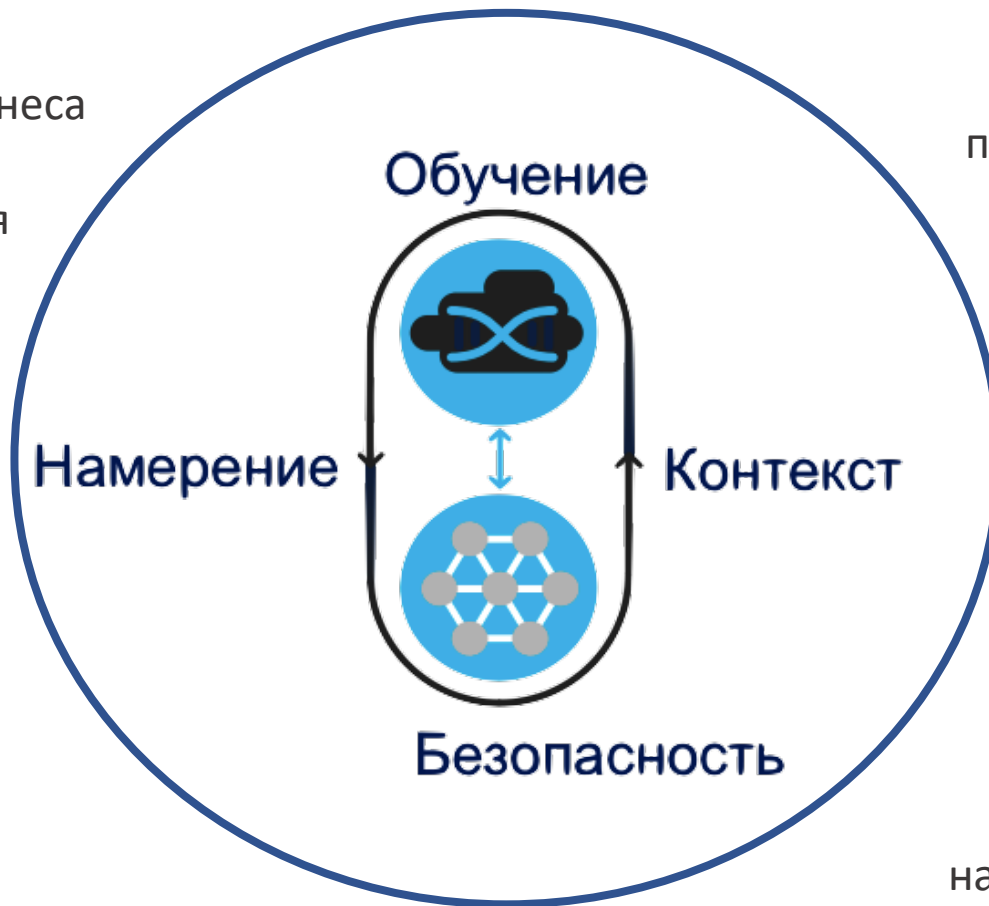 неса
п
Обучение
я
Намерение
Контекст
Безопасность
на